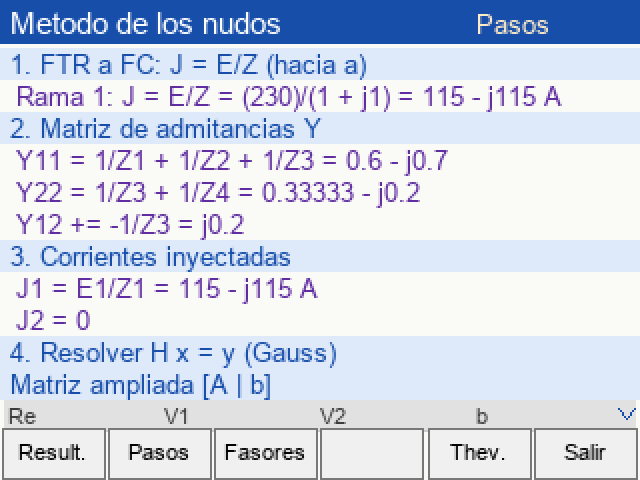 Metodo de los nudos Pasos
1. FTR a FC: J = E/Z (hacia a)
Rama 1: J = E/Z = (230)/(1 + j1) = 115 - j115 A
2. Matriz de admitancias Y
Y11 = 1/Z1 + 1/Z2 + 1/Z3 = 0.6 - j0.7
Y22 = 1/Z3 + 1/Z4 = 0.33333 - j0.2
Y12 += -1/Z3 = j0.2
3. Corrientes inyectadas
J1 = E1/Z1 = 115 - j115 A
J2 = 0
4. Resolver H x = y (Gauss)
Matriz ampliada [A | b]
Re V1 V2 b
Result. Pasos Fasores Thev. Salir